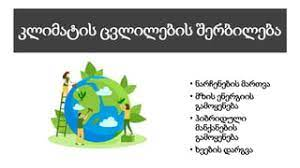 კლიმატის ცვლილების შერბილება
• ნარჩენების მართვა
• მზის ენერგიის
გამოყენება
• ჰიბრიდული
მანქანების
გამოყენება
• ხეების დარგვა